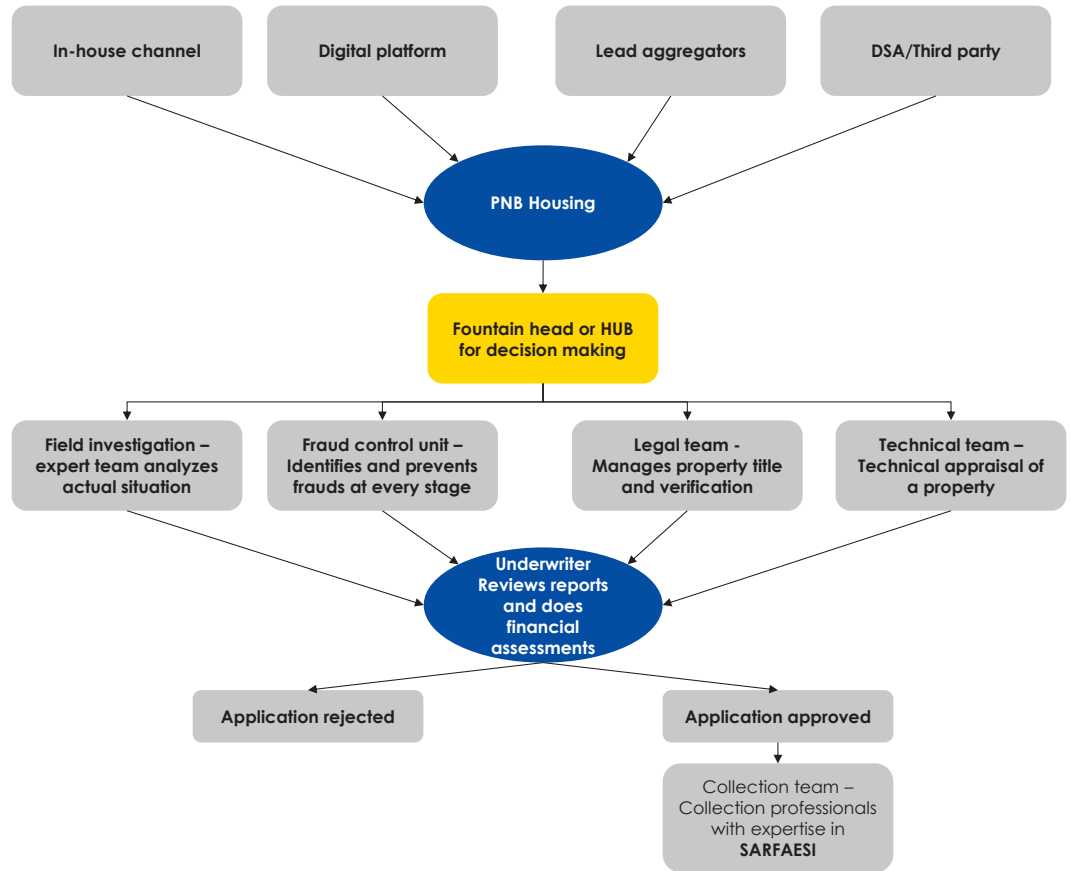 In-house channel
Digital platform
Lead aggregators
DSA/Third party
PNB Housing
Fountain head or HUB
for decision making
Field investigation –
expert team analyzes
actual situation
Fraud control unit –
Identifies and prevents
frauds at every stage
Legal team -
Manages property title
and verification
Technical team –
Technical appraisal of
a property
Underwriter
Reviews reports
and does
financial
assessments
Application rejected
Application approved
Collection team –
Collection professionals
with expertise in
SARFAESI